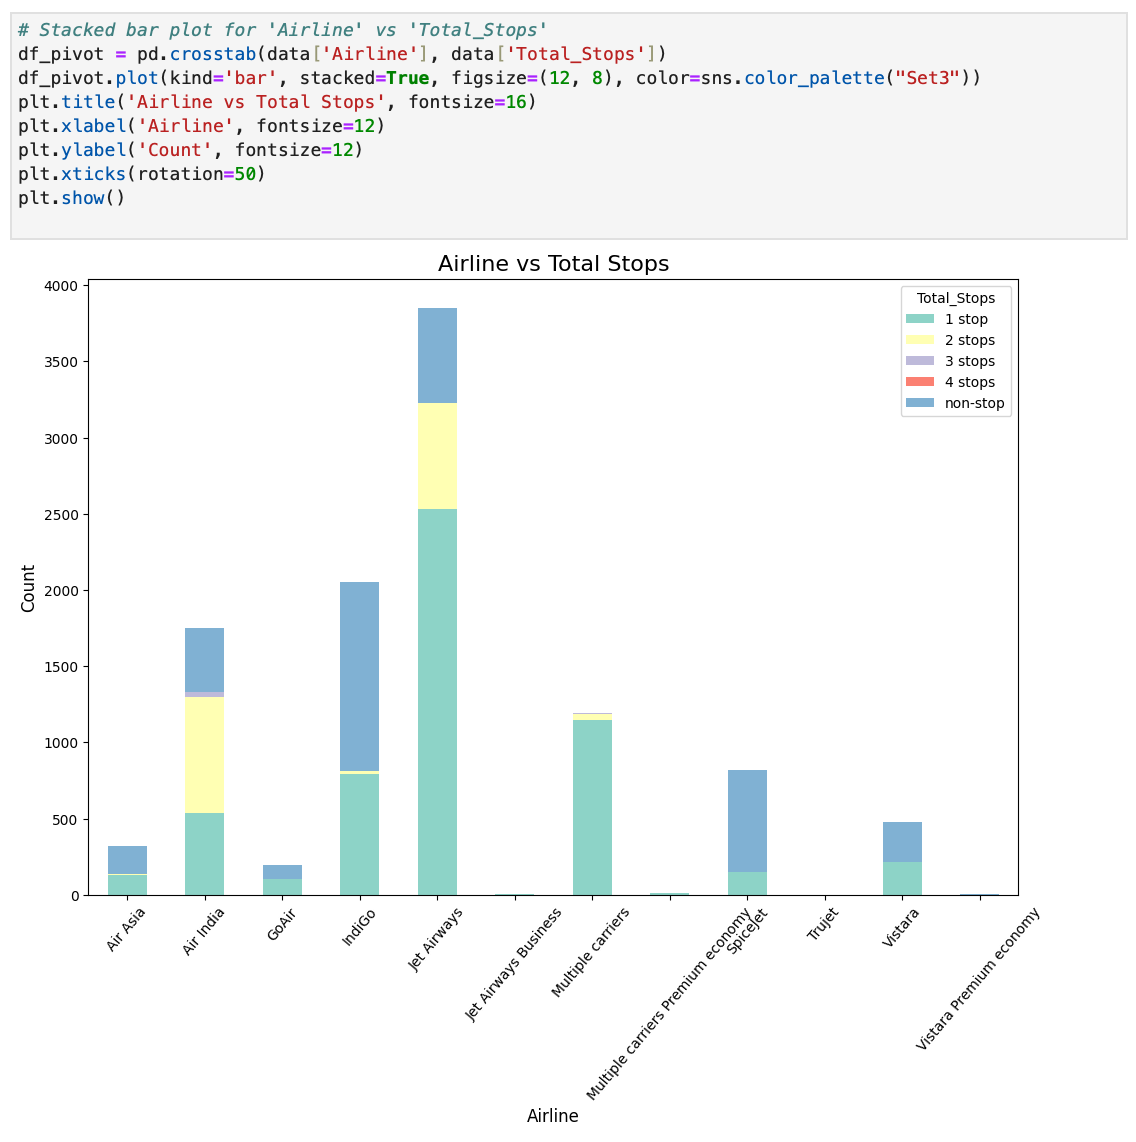 # Stacked bar plot for 'Airline' vs 'Total_Stops'
df_pivot = pd.crosstab(data['Airline'], data['Total_Stops'])
df_pivot.plot(kind='bar', stacked=True, figsize=(12, 8), color=sns.color_palette("Set3"))
plt.title('Airline vs Total Stops', fontsize=16)
plt.xlabel('Airline', fontsize=12)
plt.ylabel('Count', fontsize=12)
plt.xticks(rotation=50)
plt.show()
Airline vs Total Stops
Total_Stops
1 stop
2 stops
3 stops
4 stops
non-stop
Count
4000
3500
3000
2500
2000
1500
1000
500
0
Air Asia
Air India
GoAir
IndiGo
Jet Airways
Jet Airways Business
Multiple carriers
Multiple carriers Premium economy
SpiceJet
Trujet
Vistara
Vistara Premium economy
Airline